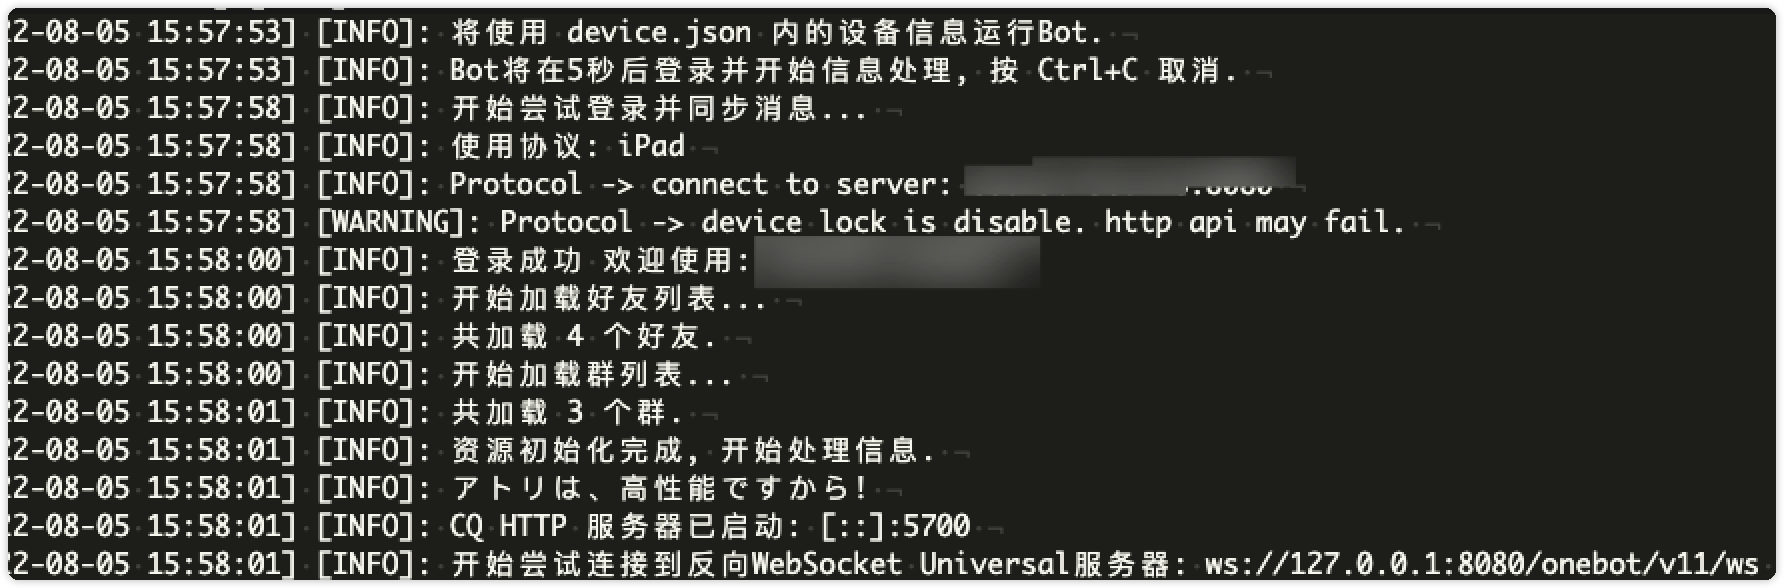 2-08-05 15:57:53] [INFO]: 将使用 device.json 内的设备信息运行Bot.
2-08-05 15:57:53] [INFO]: Bot将在5秒后登录并开始信息处理, 按 Ctrl+C 取消.
2-08-05 15:57:58] [INFO]: 开始尝试登录并同步消息...
2-08-05 15:57:58] [INFO]: 使用协议: iPad
2-08-05 15:57:58] [INFO]: Protocol -> connect to server:
2-08-05 15:57:58] [WARNING]: Protocol -> device lock is disable. http api may fail.
2-08-05 15:58:00] [INFO]: 登录成功 欢迎使用:
2-08-05 15:58:00] [INFO]: 开始加载好友列表...
2-08-05 15:58:00] [INFO]: 共加载 4 个好友.
2-08-05 15:58:00] [INFO]: 开始加载群列表...
2-08-05 15:58:01] [INFO]: 共加载 3 个群.
2-08-05 15:58:01] [INFO]: 资源初始化完成, 开始处理信息.
2-08-05 15:58:01] [INFO]: アトリは、高性能ですから!
2-08-05 15:58:01] [INFO]: CQ HTTP 服务器已启动: [::]:5700
2-08-05 15:58:01] [INFO]: 开始尝试连接到反向WebSocket Universal服务器: ws://127.0.0.1:8080/onebot/v11/ws